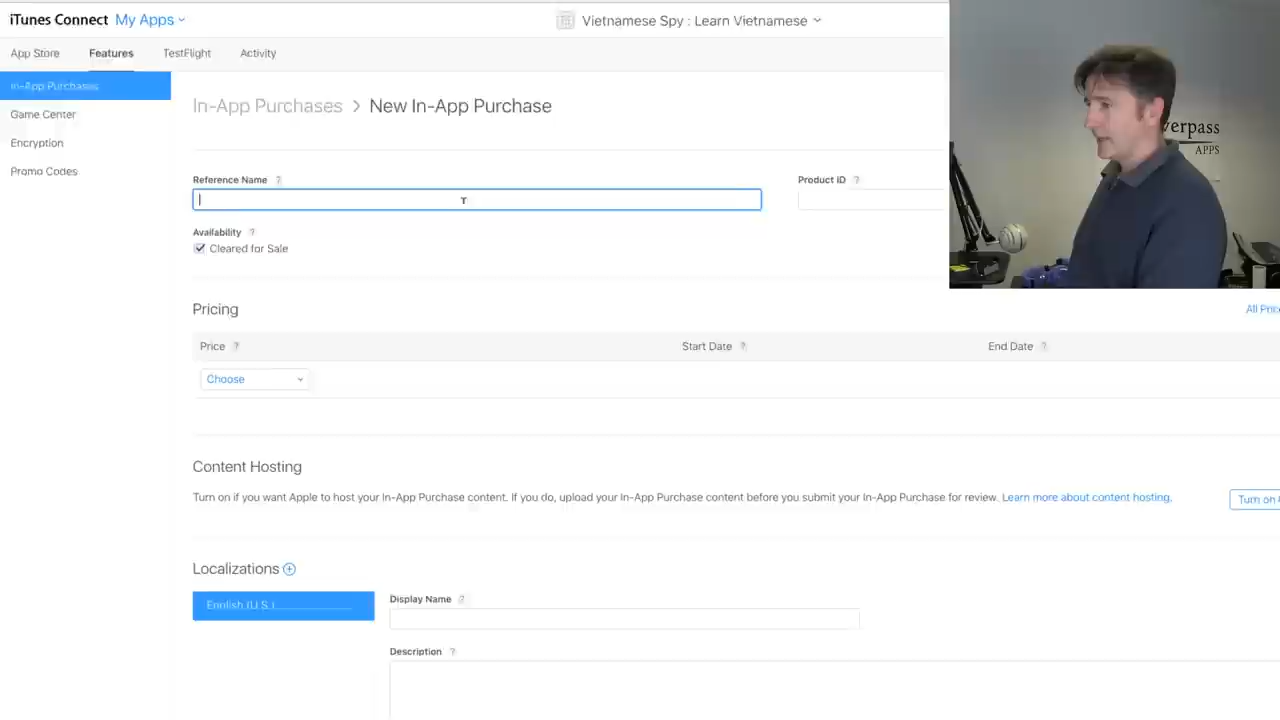 iTunes Connect My Apps
Vietnamese Spy : Learn Vietnamese
App Store Features TestFlight Activity
In-App Purchases
Game Center
Encryption
Promo Codes
In-App Purchases > New In-App Purchase
verpass
APPS
Reference Name ?
Product ID ?
Availability ?
Cleared for Sale
Pricing
All Pric
Price ? Start Date ? End Date ?
Choose
Content Hosting
Turn on if you want Apple to host your In-App Purchase content. If you do, upload your In-App Purchase content before you submit your In-App Purchase for review. Learn more about content hosting.
Turn on
Localizations
English (U.S.)
Display Name ?
Description ?